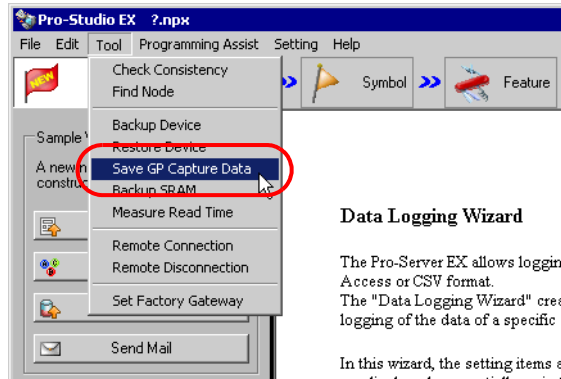 Pro-Studio EX ?.npx
File Edit Tool Programming Assist Setting Help
NEW
Symbol
Feature
Check Consistency
Find Node
Backup Device
Restore Device
Save GP Capture Data
Backup SRAM
Measure Read Time
Remote Connection
Remote Disconnection
Set Factory Gateway
Sample
A new
Send Mail
Data Logging Wizard
The Pro-Server EX allows
Access or CSV format.
The "Data Logging Wizard"
logging of the data of a specific
In this wizard, the setting items